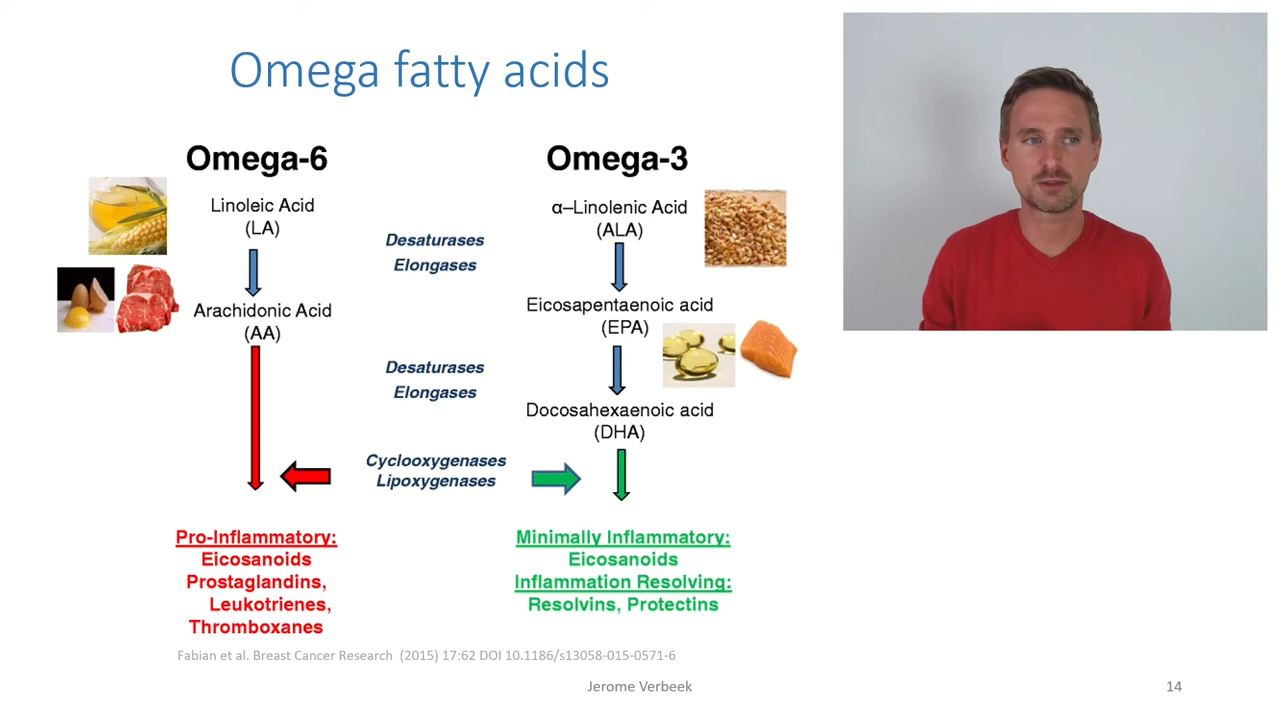 Omega fatty acids
Omega-6
Linoleic Acid
(LA)
Arachidonic Acid
(AA)
Desaturases
Elongases
Desaturases
Elongases
Cyclooxygenases
Lipoxygenases
Omega-3
α–Linolenic Acid
(ALA)
Eicosapentaenoic acid
(EPA)
Docosahexaenoic acid
(DHA)
Pro-Inflammatory:
Eicosanoids
Prostaglandins,
Leukotrienes,
Thromboxanes
Minimally Inflammatory:
Eicosanoids
Inflammation Resolving:
Resolvins, Protectins
Fabian et al. Breast Cancer Research (2015) 17:62 DOI 10.1186/s13058-015-0571-6
Jerome Verbeek
14